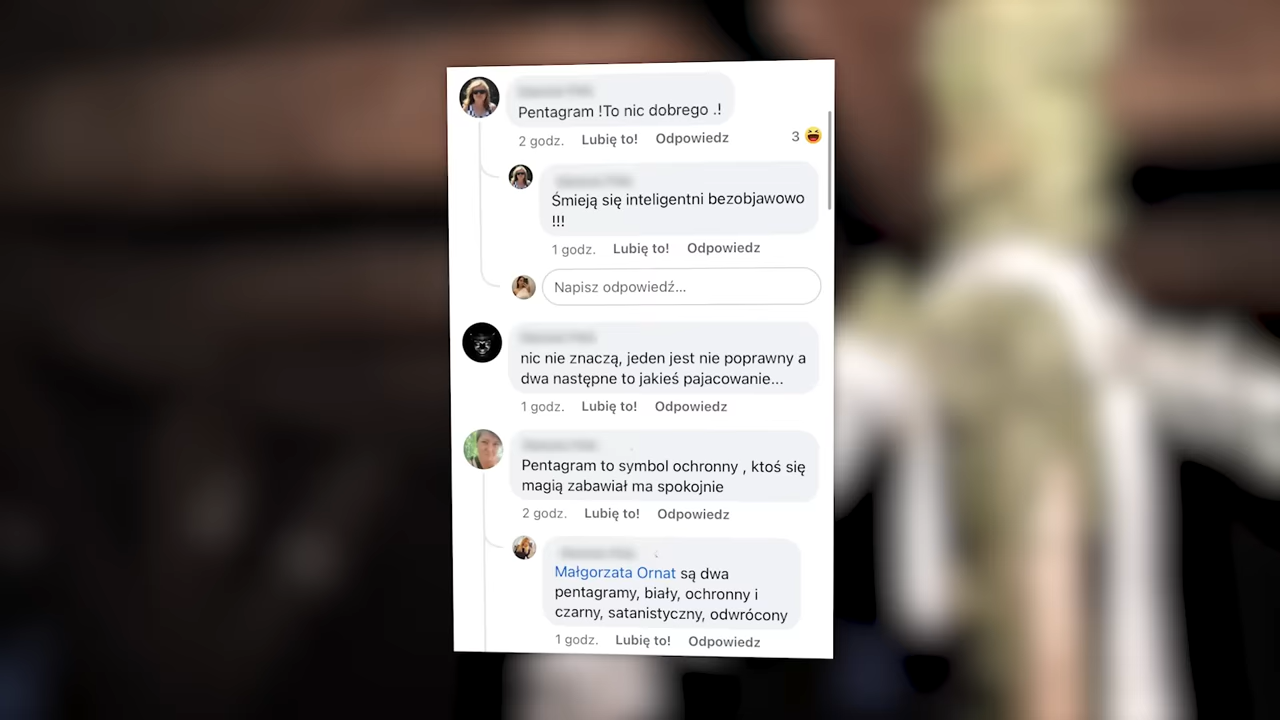 Pentagram !To nic dobrego .!
2 godz. Lubię to! Odpowiedz 3
Śmieją się inteligentni bezobjawowo
!!!
1 godz. Lubię to! Odpowiedz
Napisz odpowiedź...
nic nie znaczą, jeden jest nie poprawny a
dwa następne to jakieś pajacowanie...
1 godz. Lubię to! Odpowiedz
Pentagram to symbol ochronny , ktoś się
magią zabawiał ma spokojnie
2 godz. Lubię to! Odpowiedz
Małgorzata Ornat są dwa
pentagramy, biały, ochronny i
czarny, satanistyczny, odwrócony
1 godz. Lubię to! Odpowiedz